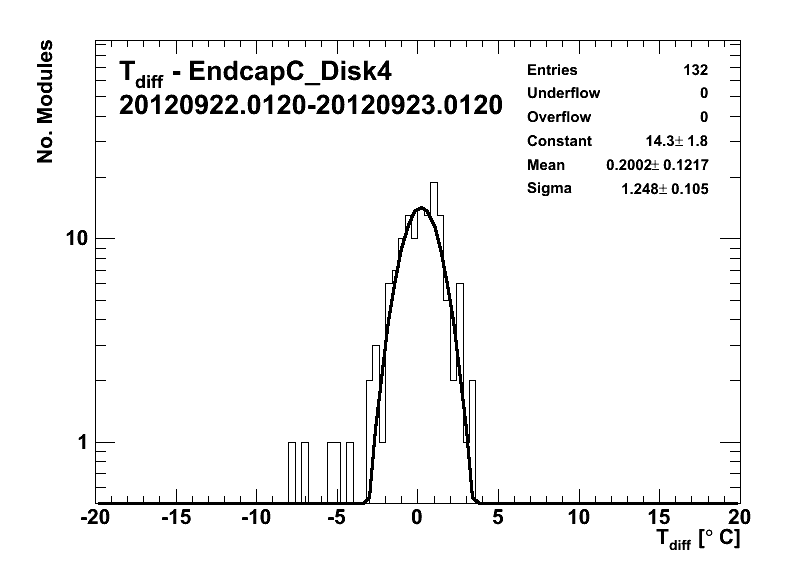 No. Modules
T_diff - EndcapC_Disk4
20120922.0120-20120923.0120
Entries 132
Underflow 0
Overflow 0
Constant 14.3± 1.8
Mean 0.2002± 0.1217
Sigma 1.248± 0.105
10
1
-20 -15 -10 -5 0 5 10 15 20
T_diff [° C]